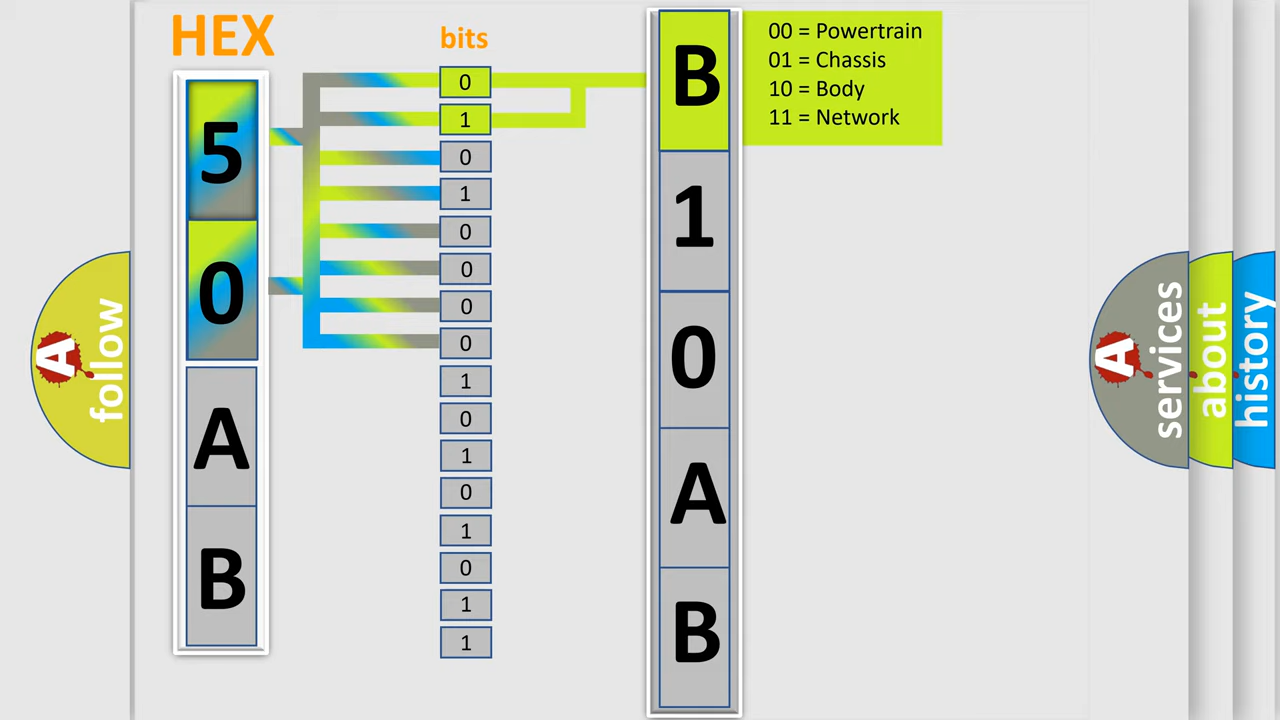 HEX
bits
5
0
A
B
0
1
0
1
0
0
0
0
1
0
1
0
1
0
1
1
B
1
0
A
B
00 = Powertrain
01 = Chassis
10 = Body
11 = Network
A
follow
A
services
about
history